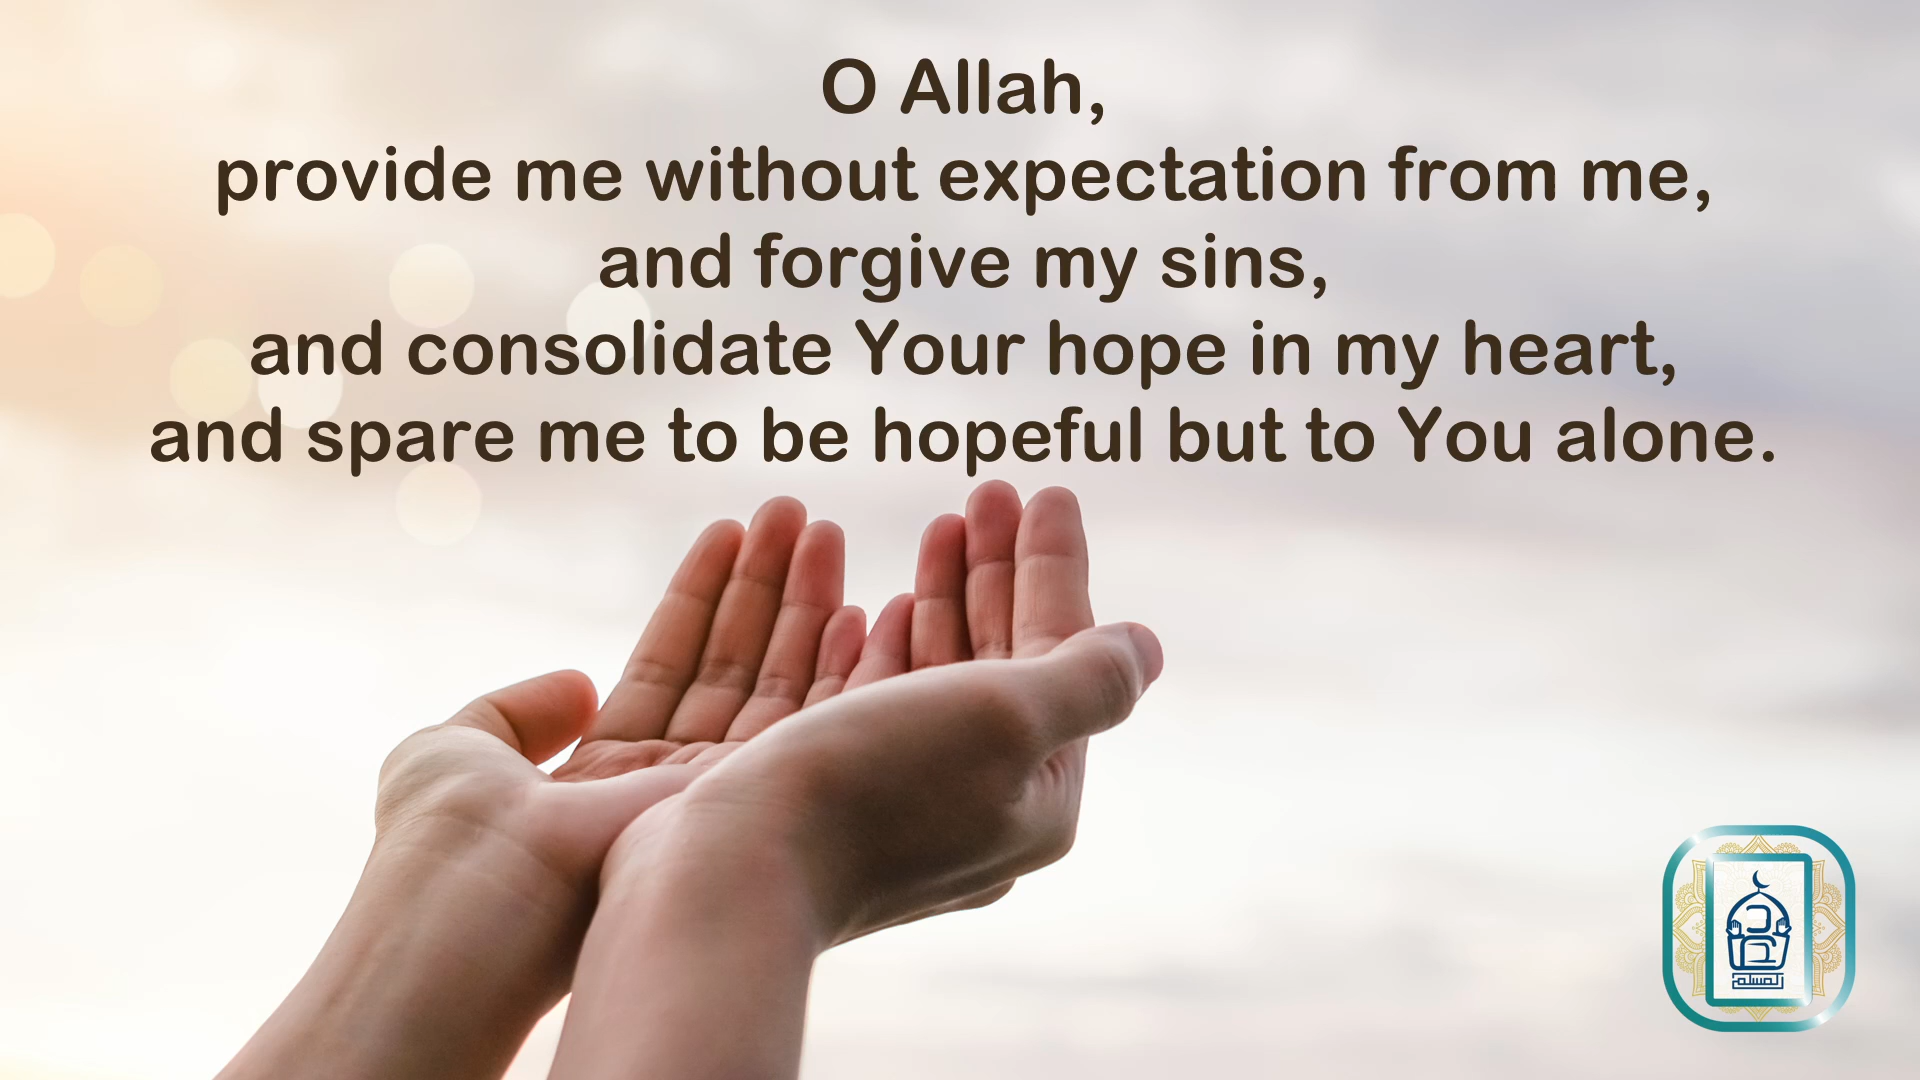 O Allah,
provide me without expectation from me,
and forgive my sins,
and consolidate Your hope in my heart,
and spare me to be hopeful but to You alone.
المسلم